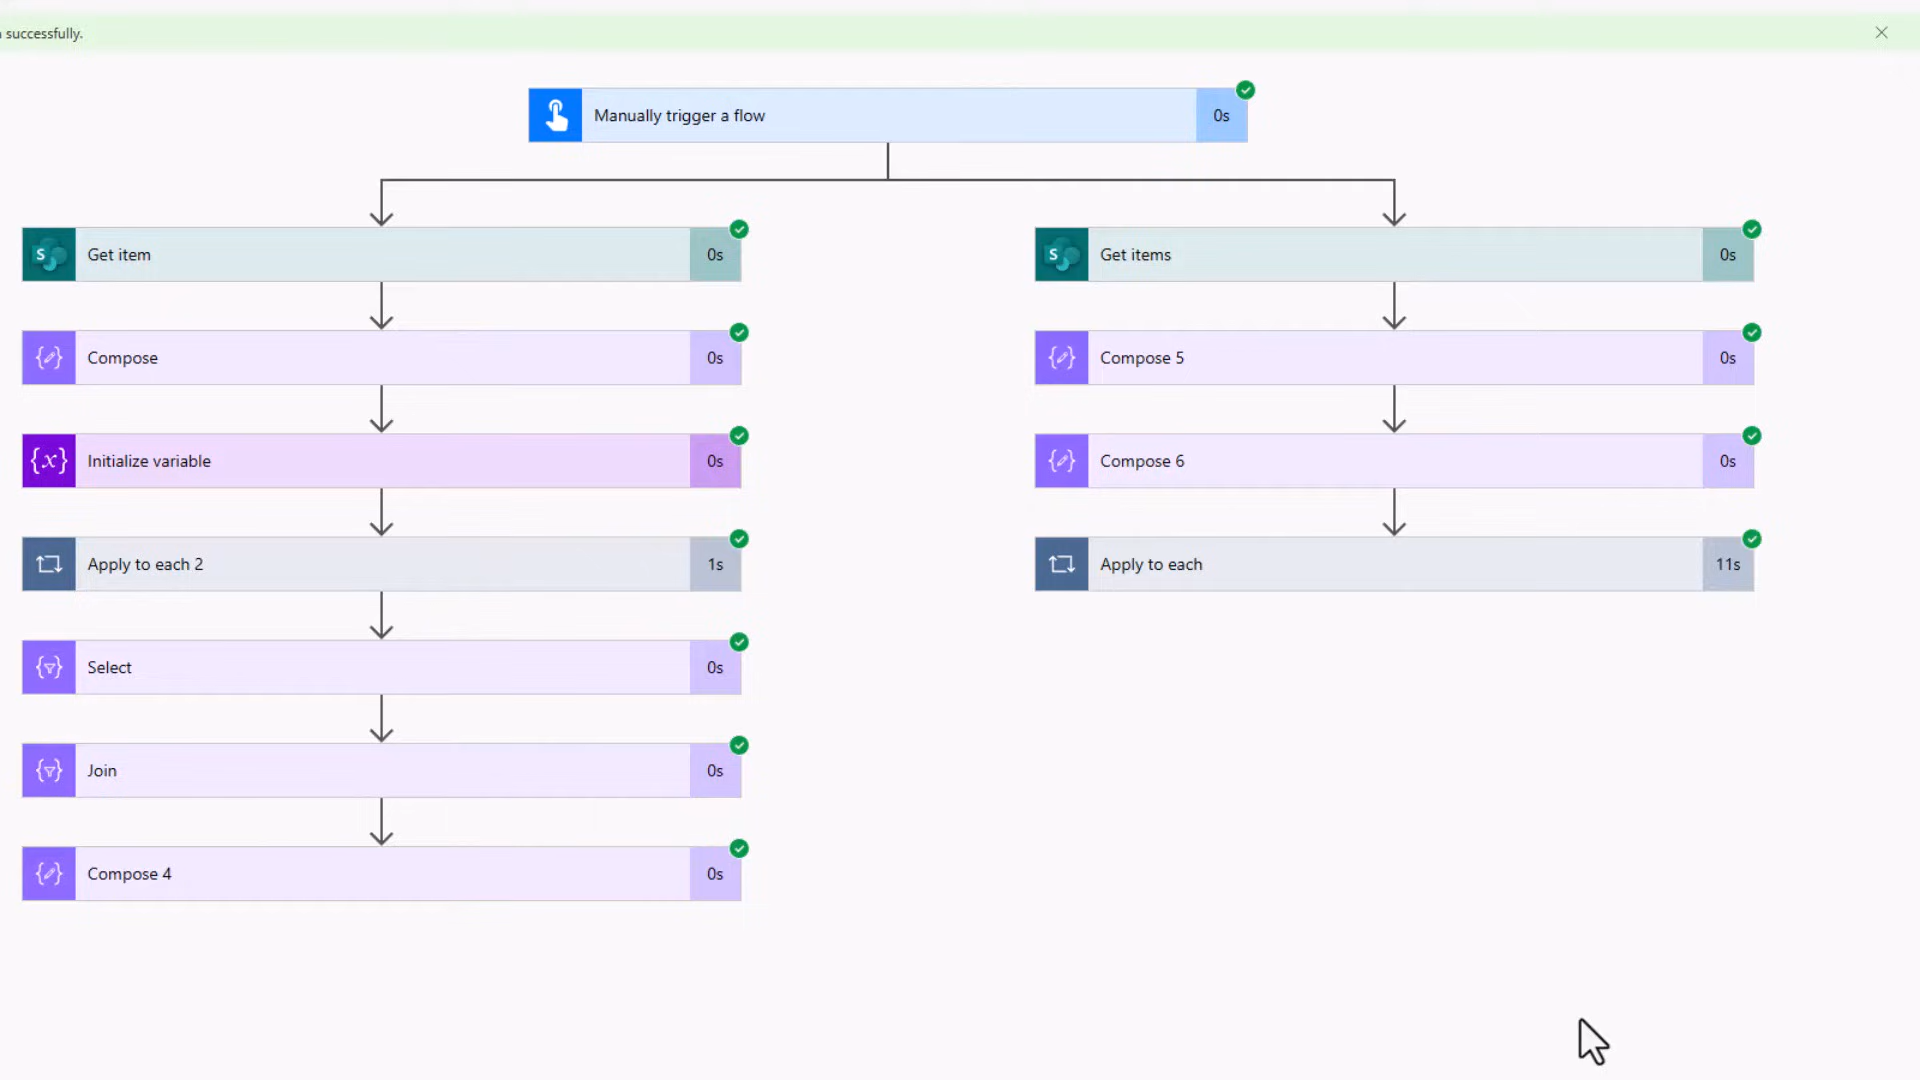 successfully.
Manually trigger a flow 0s
Get item 0s
Get items 0s
Compose 0s
Compose 5 0s
Initialize variable 0s
Compose 6 0s
Apply to each 2 1s
Apply to each 11s
Select 0s
Join 0s
Compose 4 0s